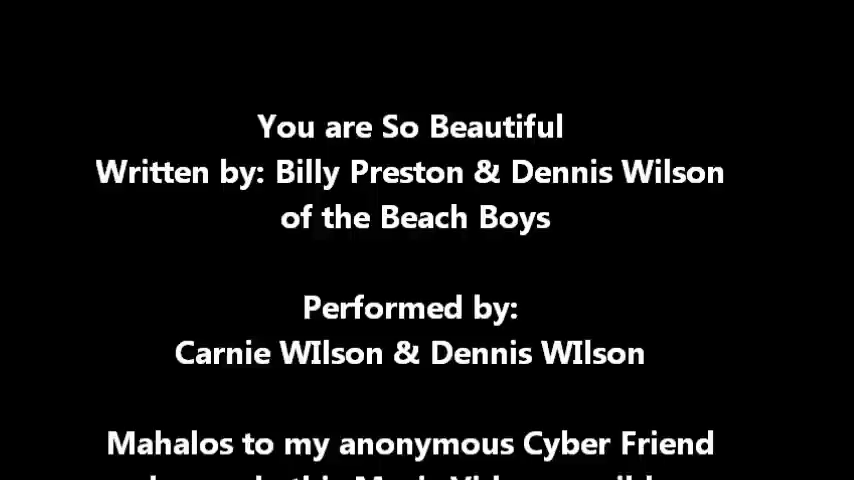 You are So Beautiful
Written by: Billy Preston & Dennis Wilson
of the Beach Boys
Performed by:
Carnie WIlson & Dennis WIlson
Mahalos to my anonymous Cyber Friend